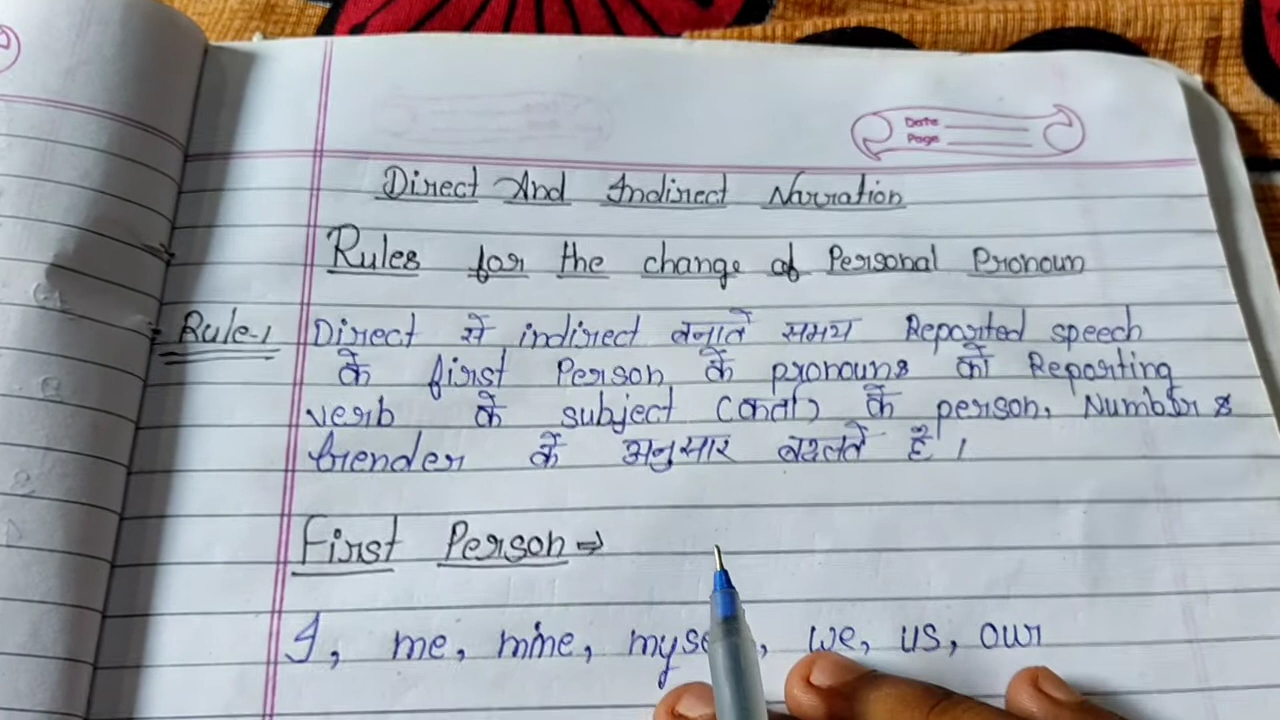 Date
Page
Direct And Indirect Narration
Rules for the change of Personal Pronoun
Rule-1 Direct से indirect बनाते समय Reported speech
के first Person के pronouns को Reporting
verb के subject (कर्ता) के person, Number &
Gender के अनुसार बदलते है ।
First Person ⇒
I, me, mine, we, us, our